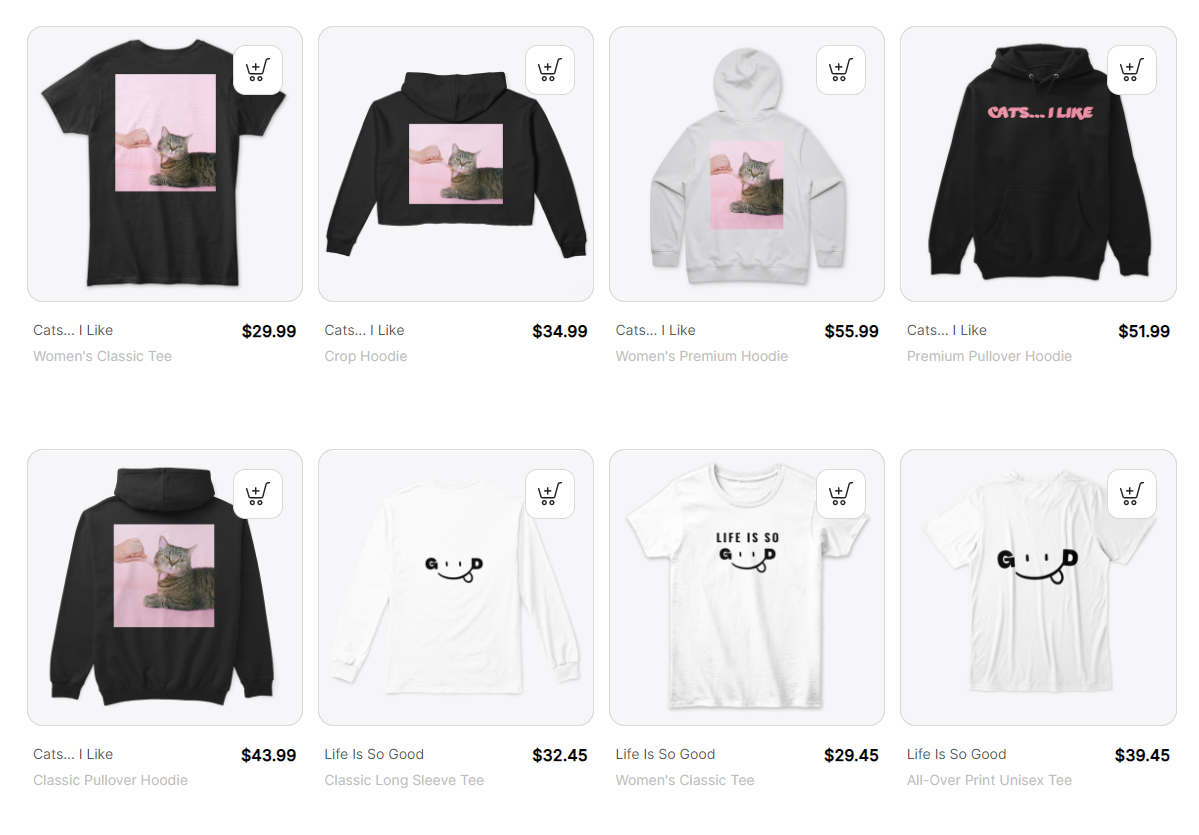 CATS... I LIKE
Cats... I Like $29.99
Women's Classic Tee
Cats... I Like $34.99
Crop Hoodie
Cats... I Like $55.99
Women's Premium Hoodie
Cats... I Like $51.99
Premium Pullover Hoodie
G D
LIFE IS SO
G D
G D
Cats... I Like $43.99
Classic Pullover Hoodie
Life Is So Good $32.45
Classic Long Sleeve Tee
Life Is So Good $29.45
Women's Classic Tee
Life Is So Good $39.45
All-Over Print Unisex Tee